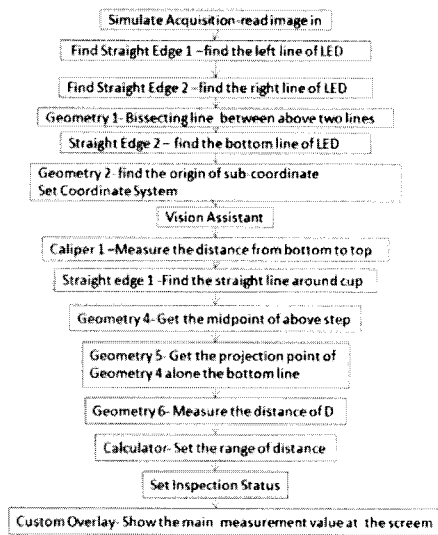 Simulate Acquisition-read image in
Find Straight Edge 1 –find the left line of LED
Find Straight Edge 2 –find the right line of LED
Geometry 1- Bissecting line between above two lines
Straight Edge 2– find the bottom line of LED
Geometry 2- find the origin of sub-coordinate
Set Coordinate System
Vision Assistant
Caliper 1 –Measure the distance from bottom to top
Straight edge 1 -Find the straight line around cup
Geometry 4- Get the midpoint of above step
Geometry 5- Get the projection point of
Geometry 4 alone the bottom line
Geometry 6- Measure the distance of D
Calculator- Set the range of distance
Set Inspection Status
Custom Overlay- Show the main measurement value at the screem